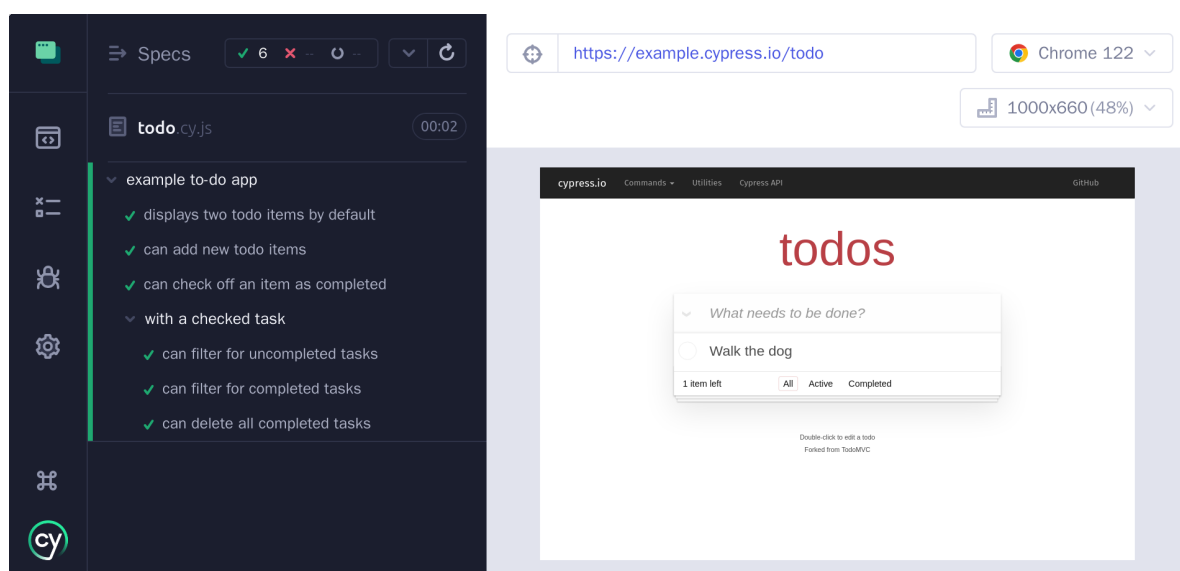 Specs
6
--
--
todo.cy.js
00:02
example to-do app
displays two todo items by default
can add new todo items
can check off an item as completed
with a checked task
can filter for uncompleted tasks
can filter for completed tasks
can delete all completed tasks
cy
https://example.cypress.io/todo
Chrome 122
1000x660 (48%)
cypress.io Commands Utilities Cypress API GitHub
todos
What needs to be done?
Walk the dog
1 item left All Active Completed
Double-click to edit a todo
Forked from TodoMVC